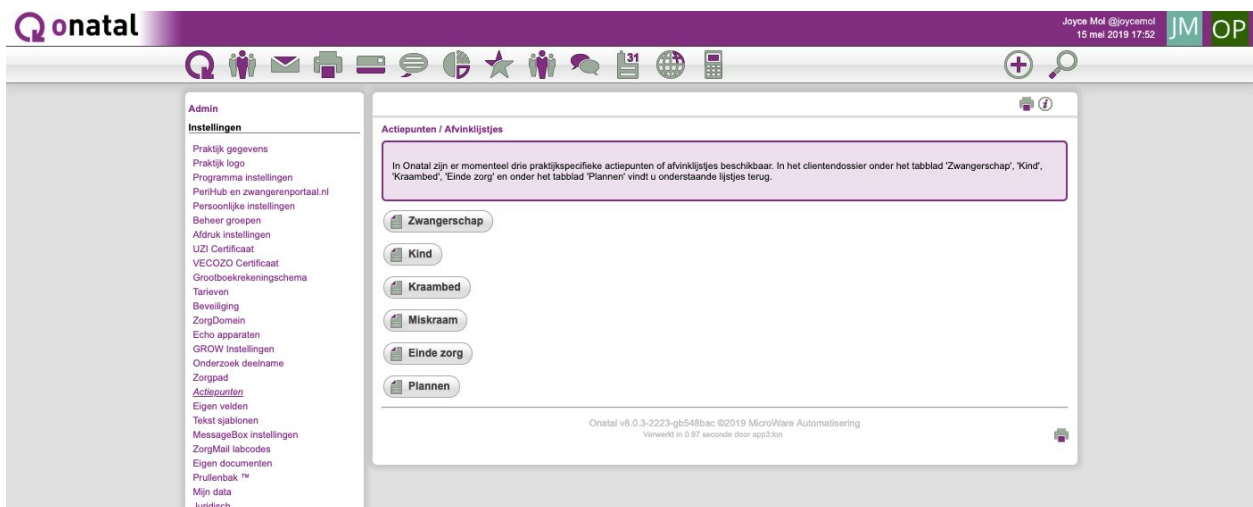 onatal
Joyce Mol @joycemol
15 mei 2019 17:52
JM
OP
31
Admin
Instellingen
Praktijk gegevens
Praktijk logo
Programma instellingen
PeriHub en zwangerenportaal.nl
Persoonlijke instellingen
Beheer groepen
Afdruk instellingen
UZI Certificaat
VECOZO Certificaat
Grootboekrekeningschema
Tarieven
Beveiliging
ZorgDomein
Echo apparaten
GROW Instellingen
Onderzoek deelname
Zorgpad
Actiepunten
Eigen velden
Tekst sjablonen
MessageBox instellingen
ZorgMail labcodes
Eigen documenten
Prullenbak ™
Mijn data
Juridisch
Actiepunten / Afvinklijstjes
In Onatal zijn er momenteel drie praktijkspecifieke actiepunten of afvinklijstjes beschikbaar. In het clientendossier onder het tabblad 'Zwangerschap', 'Kind',
'Kraambed', 'Einde zorg' en onder het tabblad 'Plannen' vindt u onderstaande lijstjes terug.
Zwangerschap
Kind
Kraambed
Miskraam
Einde zorg
Plannen
Onatal v8.0.3-2223-gb548bac ©2019 MicroWare Automatisering
Verwerkt in 0.97 seconde door app3:lon